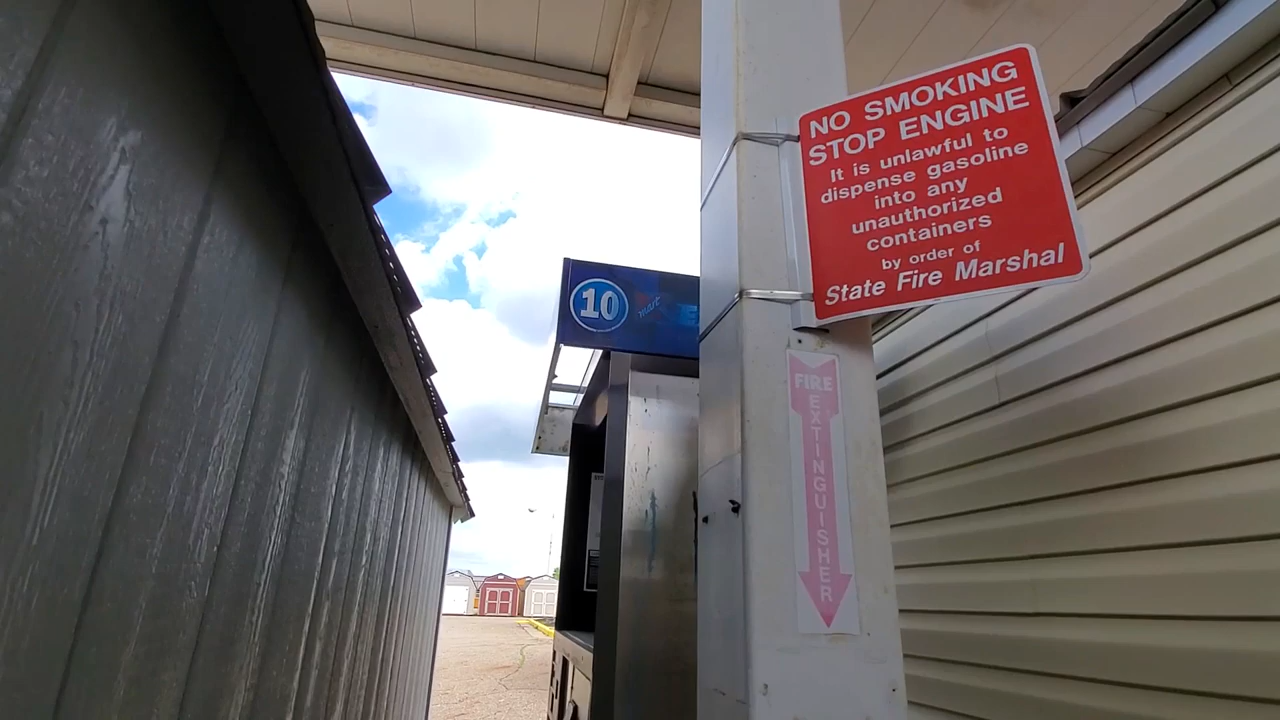 NO SMOKING
STOP ENGINE
It is unlawful to
dispense gasoline
into any
unauthorized
containers
by order of
State Fire Marshal
10
mart
FIRE
EXTINGUISHER